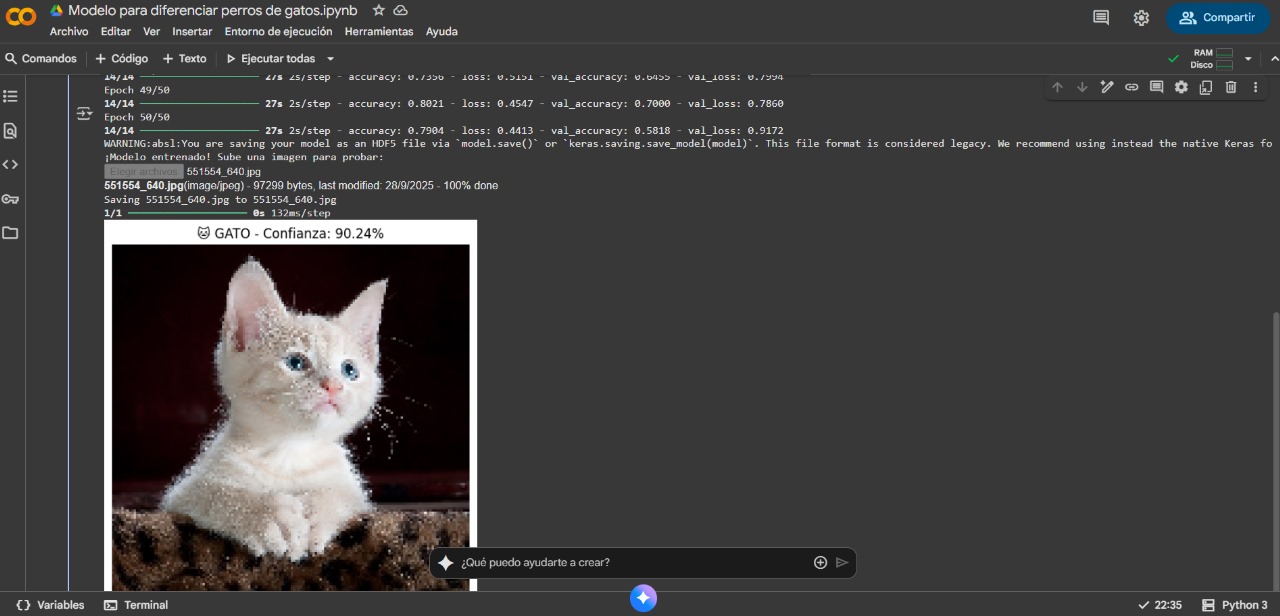 Modelo para diferenciar perros de gatos.ipynb
Archivo Editar Ver Insertar Entorno de ejecución Herramientas Ayuda
Compartir
Comandos + Código + Texto Ejecutar todas
RAM
Disco
14/14 27s 2s/step - accuracy: 0.7356 - loss: 0.5151 - val_accuracy: 0.6455 - val_loss: 0.7994
Epoch 49/50
14/14 27s 2s/step - accuracy: 0.8021 - loss: 0.4547 - val_accuracy: 0.7000 - val_loss: 0.7860
Epoch 50/50
14/14 27s 2s/step - accuracy: 0.7904 - loss: 0.4413 - val_accuracy: 0.5818 - val_loss: 0.9172
WARNING:absl:You are saving your model as an HDF5 file via `model.save()` or `keras.saving.save_model(model)`. This file format is considered legacy. We recommend using instead the native Keras fo
¡Modelo entrenado! Sube una imagen para probar:
Elegir archivos 551554_640.jpg
551554_640.jpg(image/jpeg) - 97299 bytes, last modified: 28/9/2025 - 100% done
Saving 551554_640.jpg to 551554_640.jpg
1/1 0s 132ms/step
🐱 GATO - Confianza: 90.24%
¿Qué puedo ayudarte a crear?
Variables Terminal
22:35 Python 3